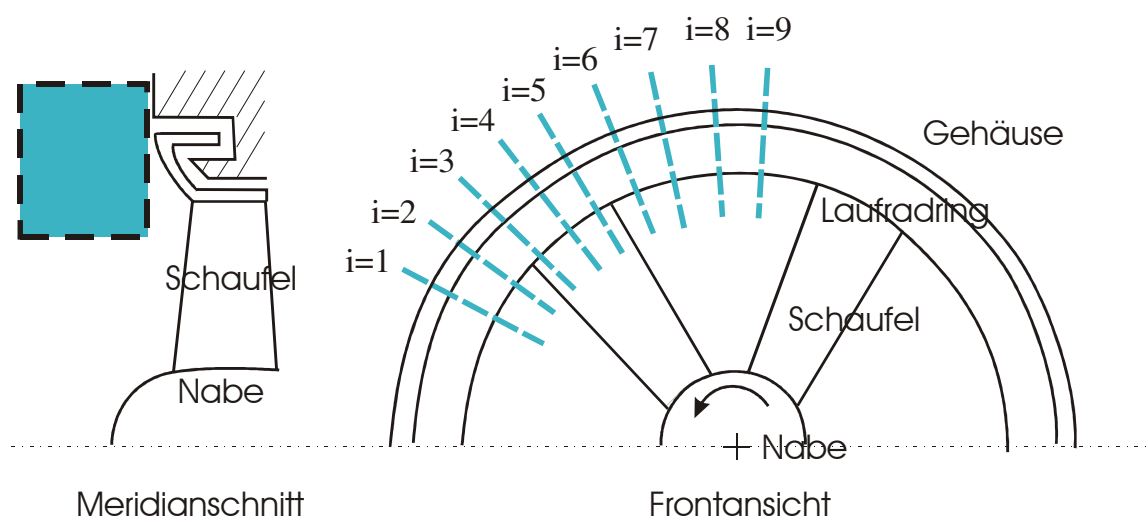 Schaufel
Nabe
Meridianschnitt
i=1
i=2
i=3
i=4
i=5
i=6
i=7
i=8
i=9
Gehäuse
Laufradring
Schaufel
Nabe
Frontansicht